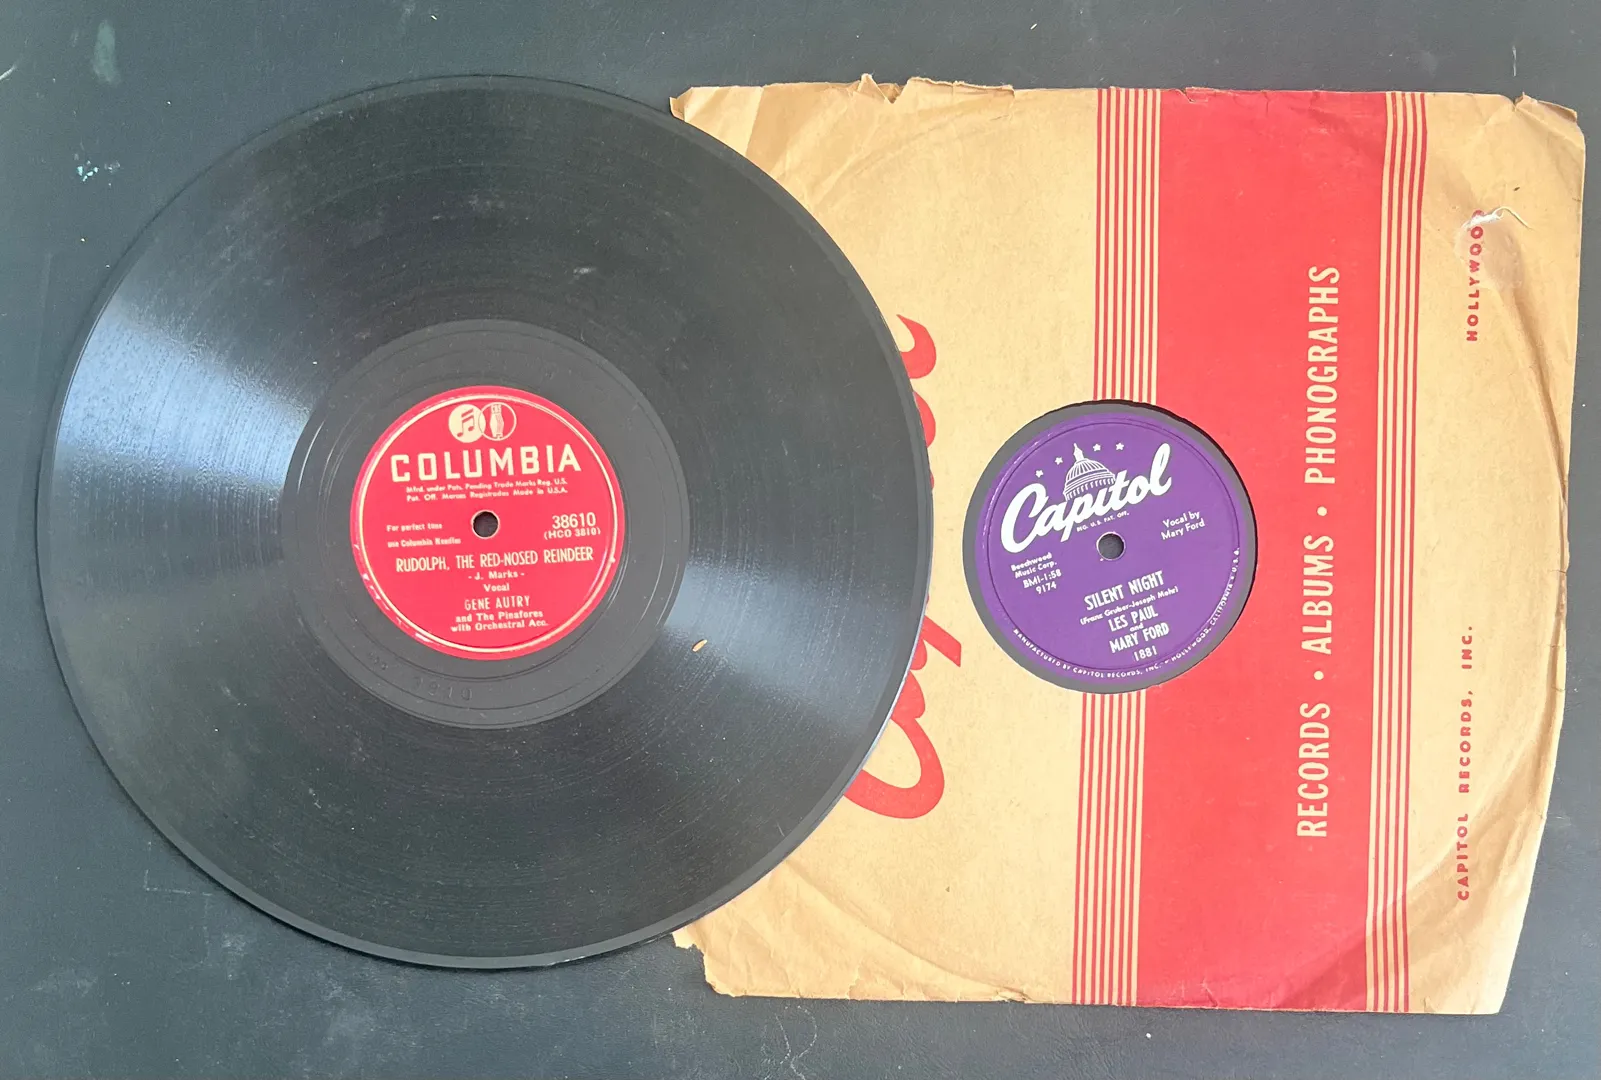 COLUMBIA
Mfrd. under Pats. Pending Trade Marks Reg. U.S.
Pat. Off. Marcas Registradas Made in U.S.A.
For perfect tone
use Columbia Needles
38610
(HCO 3810)
RUDOLPH, THE RED-NOSED REINDEER
- J. Marks -
Vocal
GENE AUTRY
and The Pinafores
with Orchestral Acc.
Capitol
REG. U.S. PAT. OFF.
Vocal by
Mary Ford
Beechwood
Music Corp.
BMI-1:58
9174
SILENT NIGHT
(Franz Gruber-Joseph Mohr)
LES PAUL
and
MARY FORD
1881
MANUFACTURED BY CAPITOL RECORDS, INC. • HOLLYWOOD, CALIFORNIA • U.S.A.
RECORDS • ALBUMS • PHONOGRAPHS
CAPITOL RECORDS, INC. HOLLYWOOD